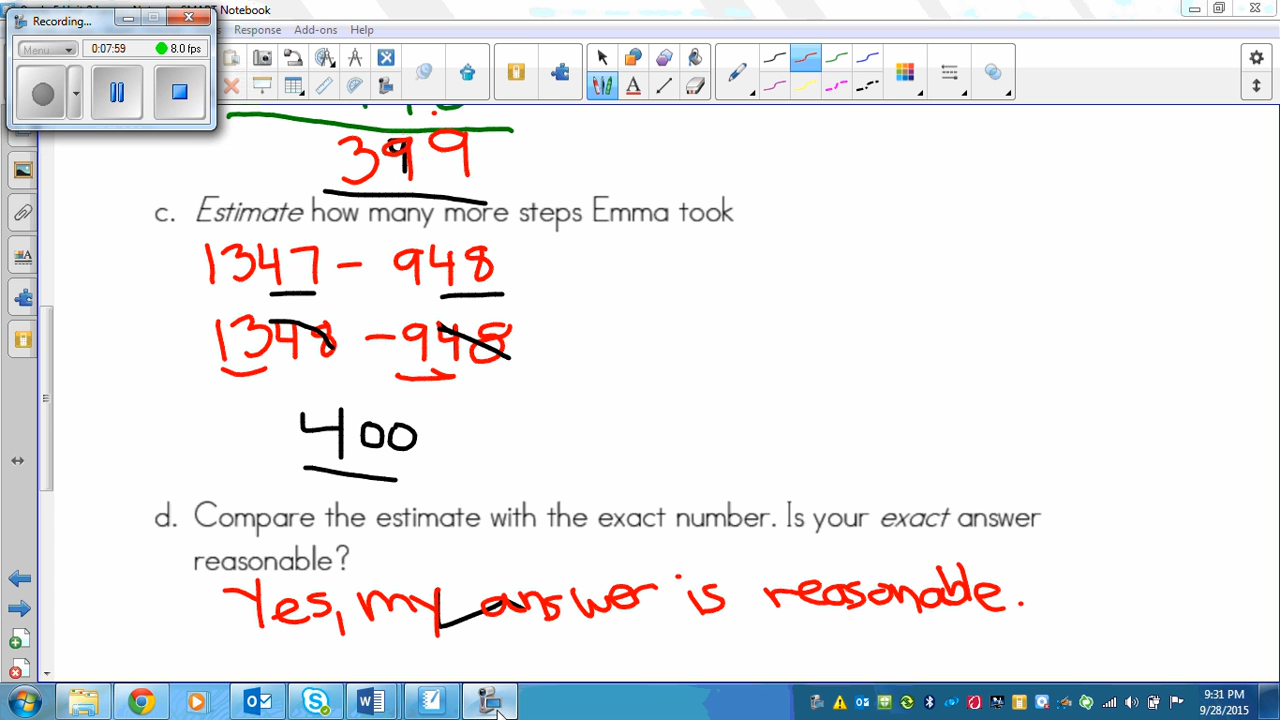 Recording...
SMART Notebook
Menu
0:07:59
8.0 fps
Response Add-ons Help
399
c. Estimate how many more steps Emma took
1347 - 948
1348 - 948
400
d. Compare the estimate with the exact number. Is your exact answer
reasonable?
Yes, my answer is reasonable.
9:31 PM
9/28/2015